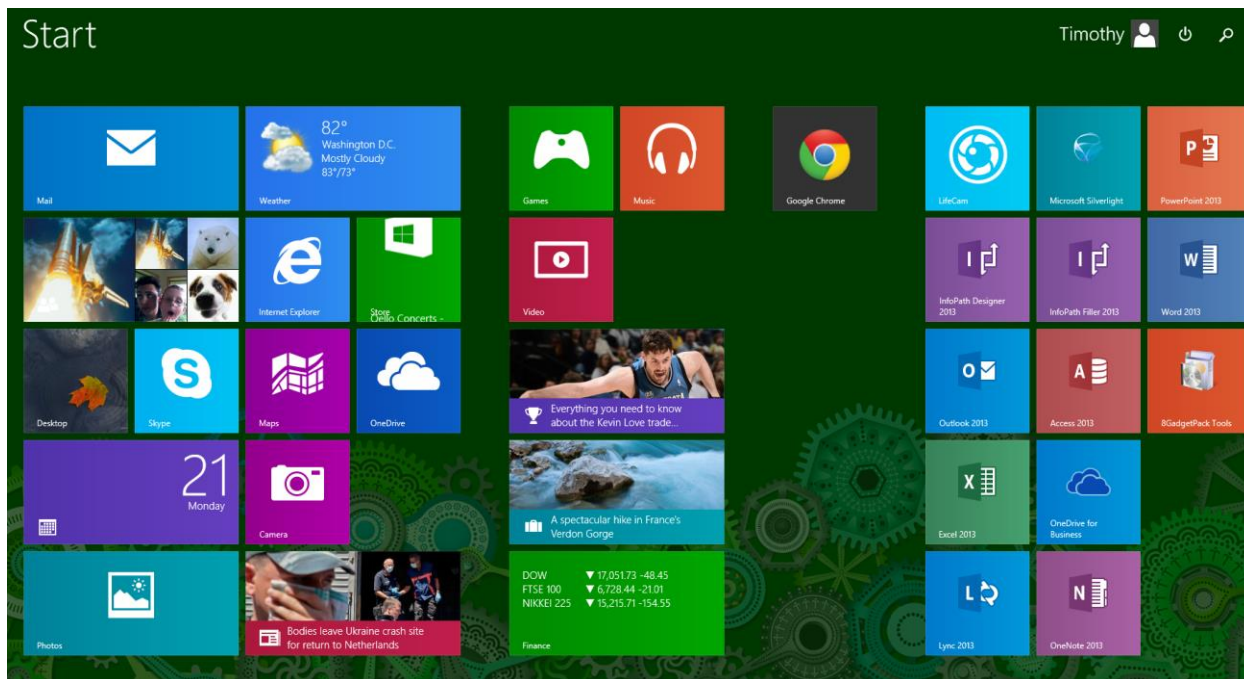 Start
Timothy
Mail
82°
Washington D.C.
Mostly Cloudy
83°/73°
Weather
Internet Explorer
Store
Qello Concerts -
Desktop
Skype
Maps
OneDrive
21
Monday
Camera
Photos
Bodies leave Ukraine crash site
for return to Netherlands
Games
Music
Video
Everything you need to know
about the Kevin Love trade...
A spectacular hike in France's
Verdon Gorge
DOW ▼ 17,051.73 -48.45
FTSE 100 ▼ 6,728.44 -21.01
NIKKEI 225 ▼ 15,215.71 -154.55
Finance
Google Chrome
LifeCam
Microsoft Silverlight
P
PowerPoint 2013
I
InfoPath Designer
2013
I
InfoPath Filler 2013
W
Word 2013
O
Outlook 2013
A
Access 2013
8GadgetPack Tools
X
Excel 2013
OneDrive for
Business
L
Lync 2013
N
OneNote 2013